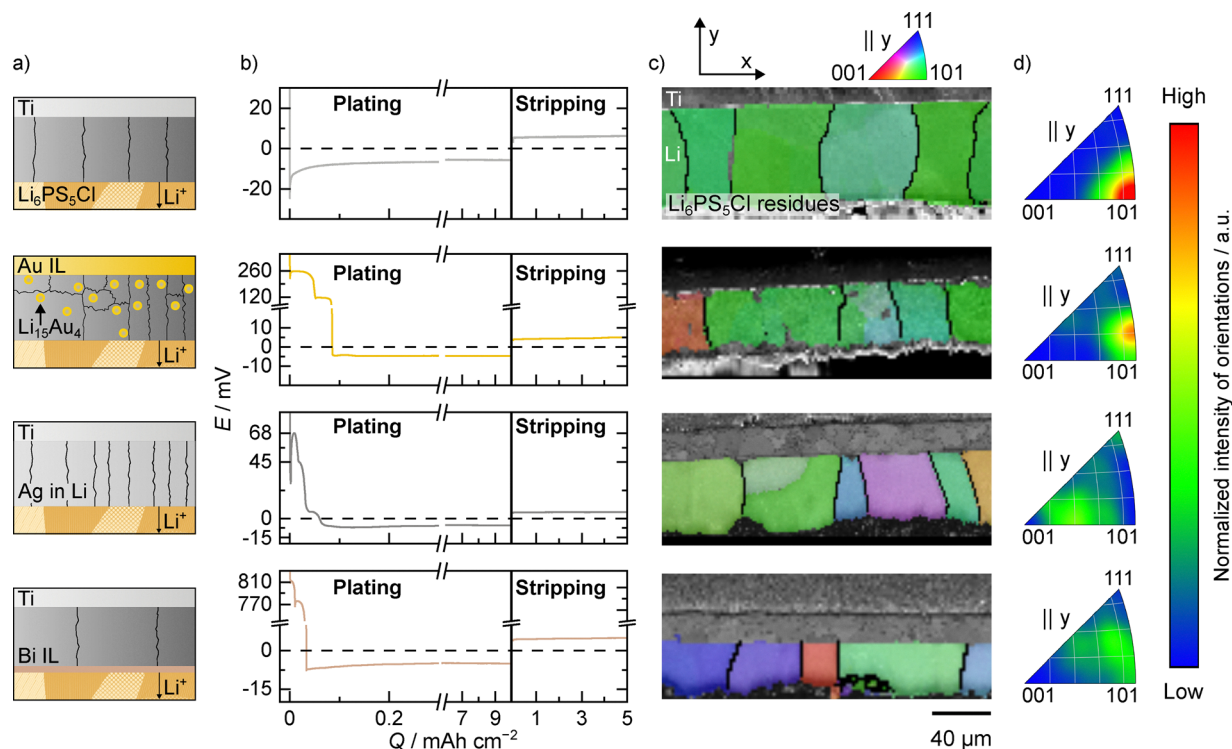 a)
b)
c)
d)
y
x
|| y
111
001
101
Ti
Li₆PS₅Cl
Li⁺
Au IL
Li₁₅Au₄
Li⁺
Ti
Ag in Li
Li⁺
Ti
Bi IL
Li⁺
E / mV
20
0
-20
Plating
Stripping
260
120
10
0
-10
Plating
Stripping
68
45
0
-15
Plating
Stripping
810
770
0
-15
Plating
Stripping
0
0.2
7
9
1
3
5
Q / mAh cm⁻²
Ti
Li
Li₆PS₅Cl residues
40 µm
111
|| y
001
101
111
|| y
001
101
111
|| y
001
101
111
|| y
001
101
High
Normalized intensity of orientations / a.u.
Low